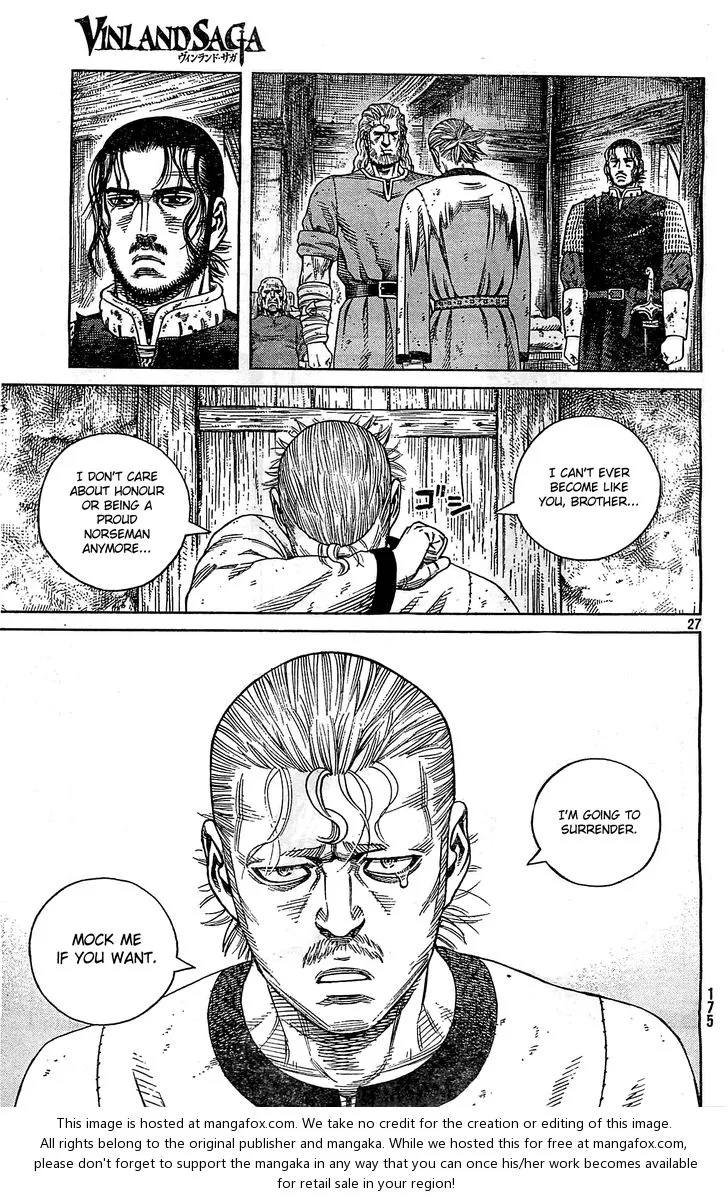 VINLAND SAGA
ヴィンランド・サガ
I CAN'T EVER
BECOME LIKE
YOU, BROTHER...
ゴシ
I DON'T CARE
ABOUT HONOUR
OR BEING A
PROUD
NORSEMAN
ANYMORE...
27
I'M GOING TO
SURRENDER.
MOCK ME
IF YOU WANT.
175
This image is hosted at mangafox.com. We take no credit for the creation or editing of this image.
All rights belong to the original publisher and mangaka. While we hosted this for free at mangafox.com,
please don't forget to support the mangaka in any way that you can once his/her work becomes available
for retail sale in your region!